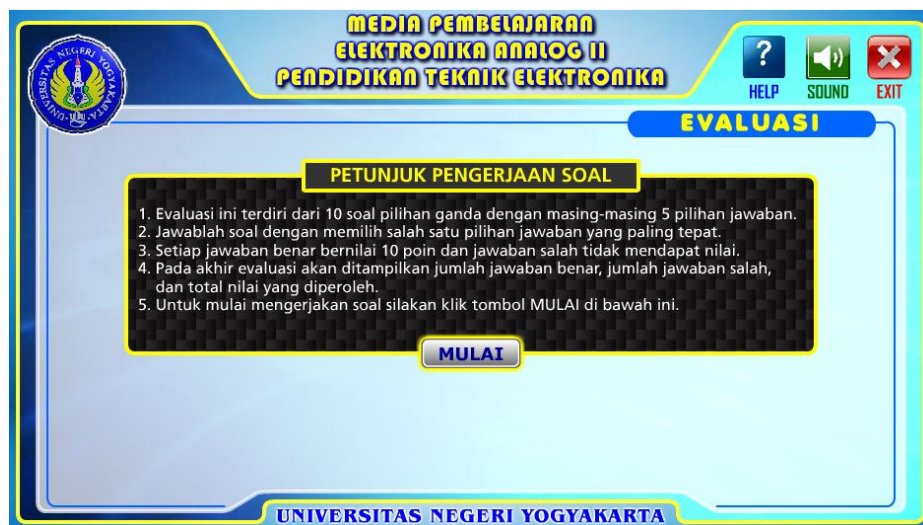 MEDIA PEMBELAJARAN
ELEKTRONIKA ANALOG II
PENDIDIKAN TEKNIK ELEKTRONIKA
UNIVERSITAS NEGERI YOGYAKARTA
U.N.Y.
?
HELP
SOUND
EXIT
EVALUASI
PETUNJUK PENGERJAAN SOAL
1. Evaluasi ini terdiri dari 10 soal pilihan ganda dengan masing-masing 5 pilihan jawaban.
2. Jawablah soal dengan memilih salah satu pilihan jawaban yang paling tepat.
3. Setiap jawaban benar bernilai 10 poin dan jawaban salah tidak mendapat nilai.
4. Pada akhir evaluasi akan ditampilkan jumlah jawaban benar, jumlah jawaban salah,
dan total nilai yang diperoleh.
5. Untuk mulai mengerjakan soal silakan klik tombol MULAI di bawah ini.
MULAI
UNIVERSITAS NEGERI YOGYAKARTA